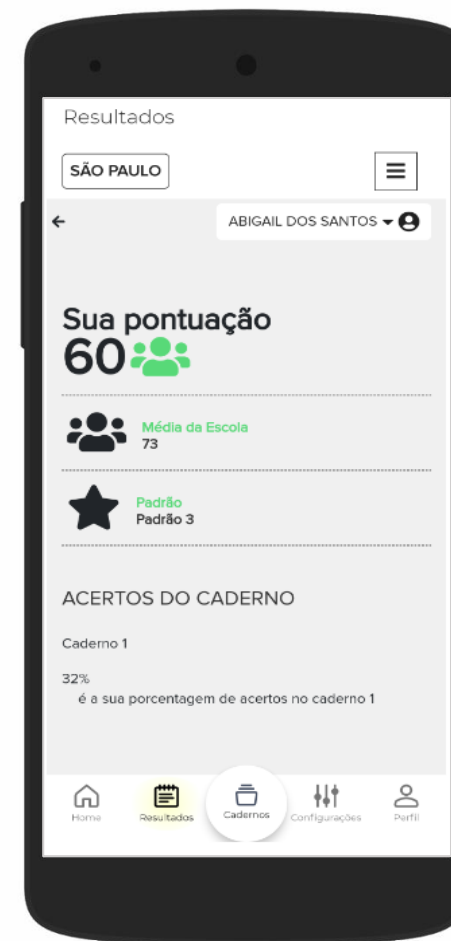 Resultados
SÃO PAULO
ABIGAIL DOS SANTOS
Sua pontuação
60
Média da Escola
73
Padrão
Padrão 3
ACERTOS DO CADERNO
Caderno 1
32%
é a sua porcentagem de acertos no caderno 1
Home Resultados Cadernos Configurações Perfil